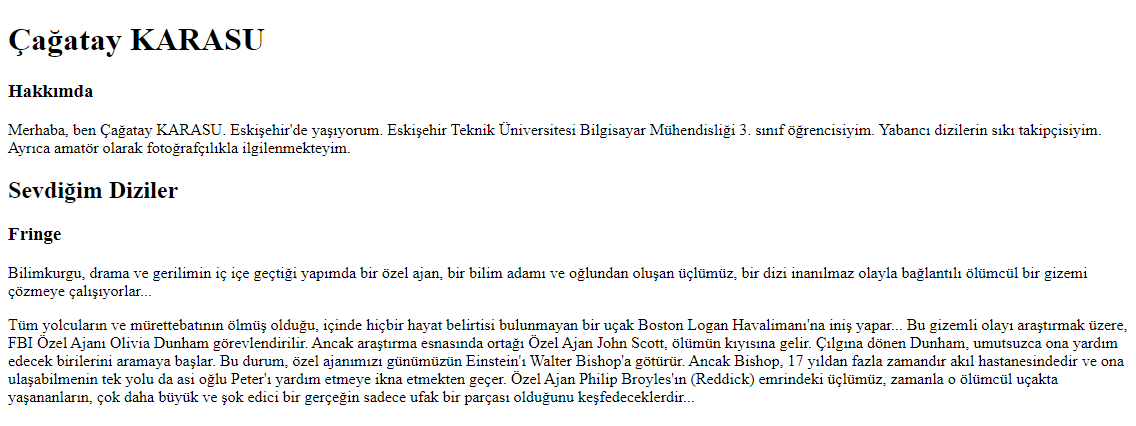 Çağatay KARASU
Hakkımda
Merhaba, ben Çağatay KARASU. Eskişehir'de yaşıyorum. Eskişehir Teknik Üniversitesi Bilgisayar Mühendisliği 3. sınıf öğrencisiyim. Yabancı dizilerin sıkı takipçisiyim.
Ayrıca amatör olarak fotoğrafçılıkla ilgilenmekteyim.
Sevdiğim Diziler
Fringe
Bilimkurgu, drama ve gerilimin iç içe geçtiği yapımda bir özel ajan, bir bilim adamı ve oğlundan oluşan üçlümüz, bir dizi inanılmaz olayla bağlantılı ölümcül bir gizemi
çözmeye çalışıyorlar...
Tüm yolcuların ve mürettebatının ölmüş olduğu, içinde hiçbir hayat belirtisi bulunmayan bir uçak Boston Logan Havalimanı'na iniş yapar... Bu gizemli olayı araştırmak üzere,
FBI Özel Ajanı Olivia Dunham görevlendirilir. Ancak araştırma esnasında ortağı Özel Ajan John Scott, ölümün kıyısına gelir. Çılgına dönen Dunham, umutsuzca ona yardım
edecek birilerini aramaya başlar. Bu durum, özel ajanımızı günümüzün Einstein'ı Walter Bishop'a götürür. Ancak Bishop, 17 yıldan fazla zamandır akıl hastanesindedir ve ona
ulaşabilmenin tek yolu da asi oğlu Peter'ı yardım etmeye ikna etmekten geçer. Özel Ajan Philip Broyles'ın (Reddick) emrindeki üçlümüz, zamanla o ölümcül uçakta
yaşananların, çok daha büyük ve şok edici bir gerçeğin sadece ufak bir parçası olduğunu keşfedeceklerdir...